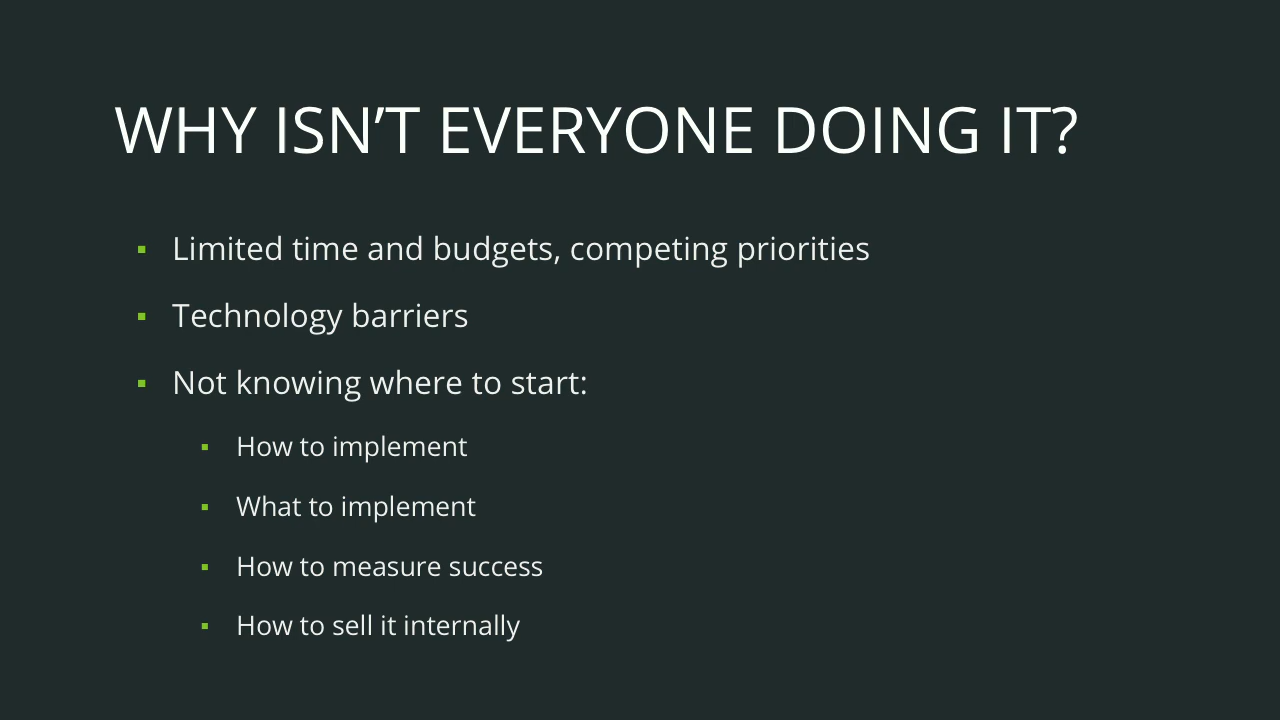 WHY ISN’T EVERYONE DOING IT?
▪ Limited time and budgets, competing priorities
▪ Technology barriers
▪ Not knowing where to start:
▪ How to implement
▪ What to implement
▪ How to measure success
▪ How to sell it internally